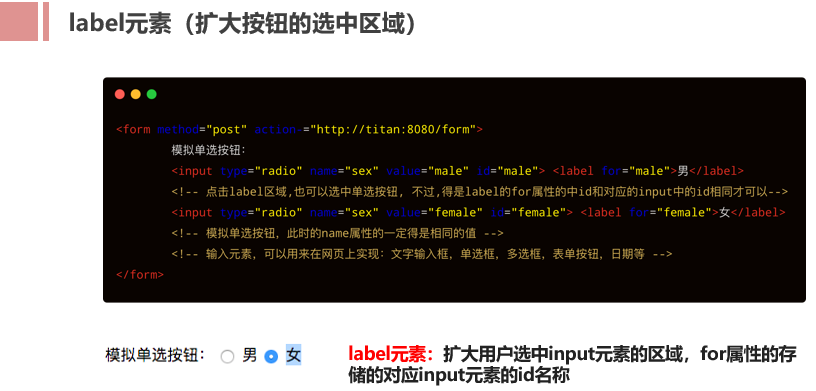 label元素（扩大按钮的选中区域）
<form method="post" action-="http://titan:8080/form">
模拟单选按钮：
<input type="radio" name="sex" value="male" id="male"> <label for="male">男</label>
<!-- 点击label区域,也可以选中单选按钮, 不过,得是label的for属性的中id和对应的input中的id相同才可以-->
<input type="radio" name="sex" value="female" id="female"> <label for="female">女</label>
<!-- 模拟单选按钮, 此时的name属性的一定得是相同的值 -->
<!-- 输入元素, 可以用来在网页上实现: 文字输入框, 单选框, 多选框, 表单按钮, 日期等 -->
</form>
模拟单选按钮： 男 女
label元素：扩大用户选中input元素的区域，for属性的存
储的对应input元素的id名称